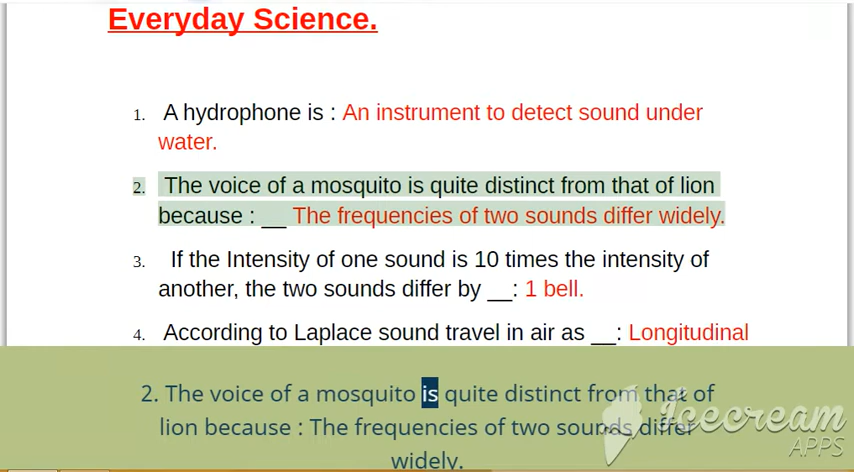 Everyday Science.
1. A hydrophone is : An instrument to detect sound under
water.
2. The voice of a mosquito is quite distinct from that of lion
because : __ The frequencies of two sounds differ widely.
3. If the Intensity of one sound is 10 times the intensity of
another, the two sounds differ by __: 1 bell.
4. According to Laplace sound travel in air as __: Longitudinal
2. The voice of a mosquito is quite distinct from that of
lion because : The frequencies of two sounds differ
widely.
Icecream
APPS